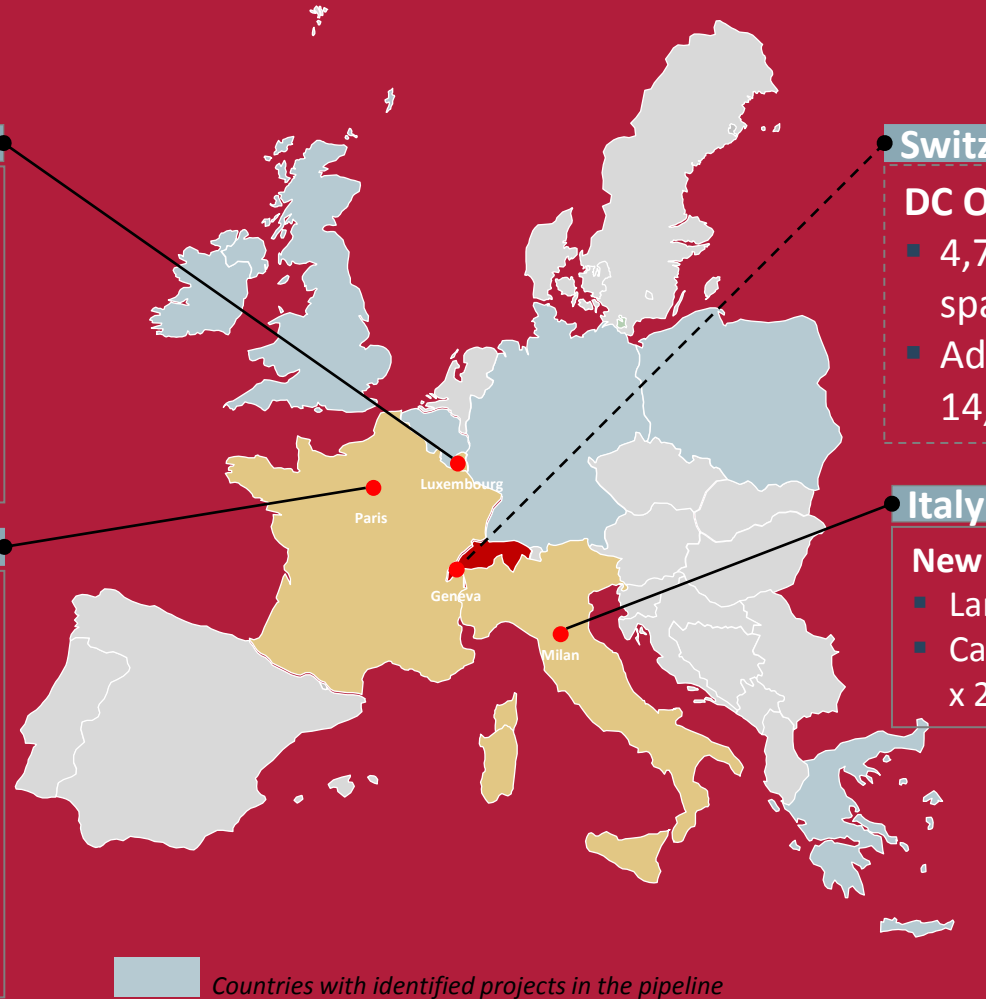 Luxembourg
Paris
Geneva
Milan
Switz
DC O
4,7
spa
Ad
14,
Italy
New
Lar
Ca
x 2
Countries with identified projects in the pipeline